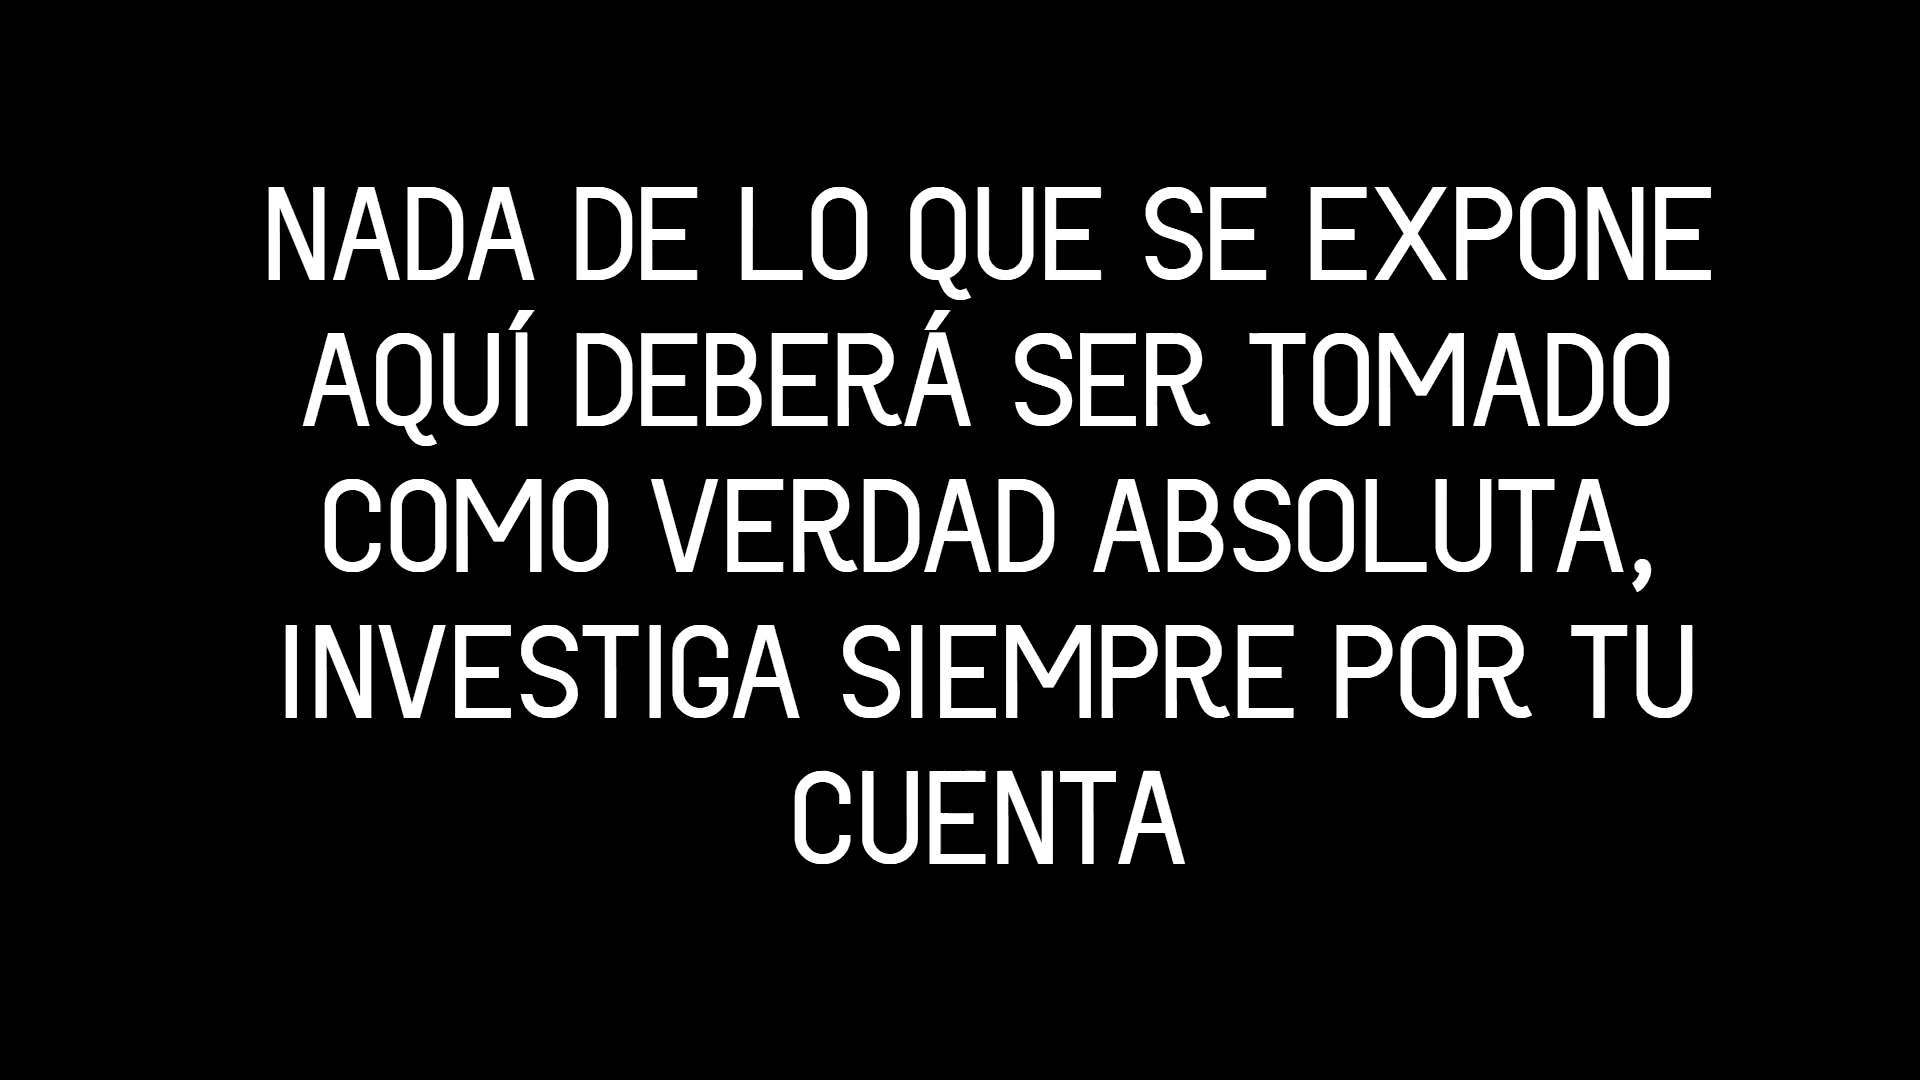 NADA DE LO QUE SE EXPONE
AQUÍ DEBERÁ SER TOMADO
COMO VERDAD ABSOLUTA,
INVESTIGA SIEMPRE POR TU
CUENTA